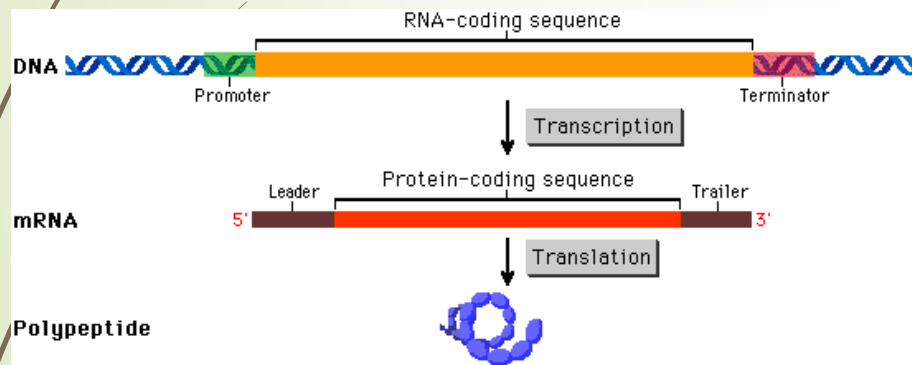 RNA-coding sequence
DNA
Promoter
Terminator
Transcription
Leader
Protein-coding sequence
Trailer
mRNA
5'
3'
Translation
Polypeptide